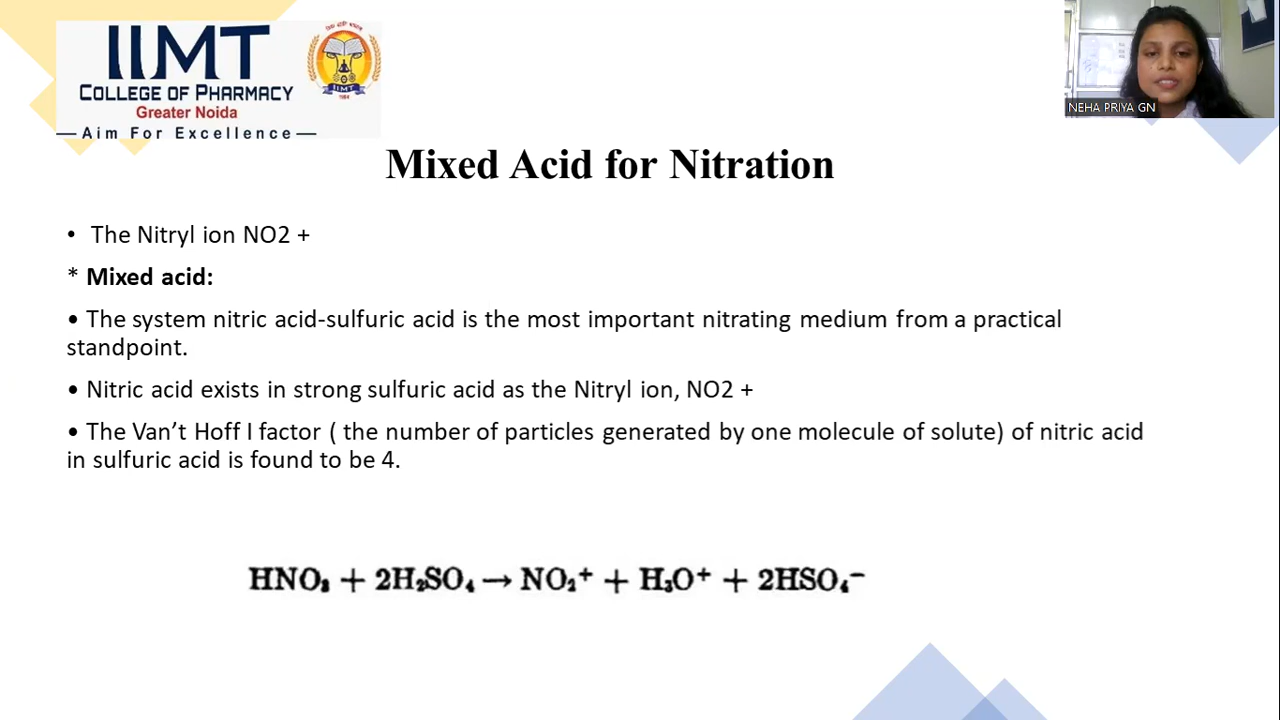 IIMT
COLLEGE OF PHARMACY
Greater Noida
Aim For Excellence
IIMT
NEHA PRIYA GN
Mixed Acid for Nitration
• The Nitryl ion NO2 +
* Mixed acid:
• The system nitric acid-sulfuric acid is the most important nitrating medium from a practical
standpoint.
• Nitric acid exists in strong sulfuric acid as the Nitryl ion, NO2 +
• The Van’t Hoff I factor ( the number of particles generated by one molecule of solute) of nitric acid
in sulfuric acid is found to be 4.
HNO₃ + 2H₂SO₄ → NO₂⁺ + H₃O⁺ + 2HSO₄⁻